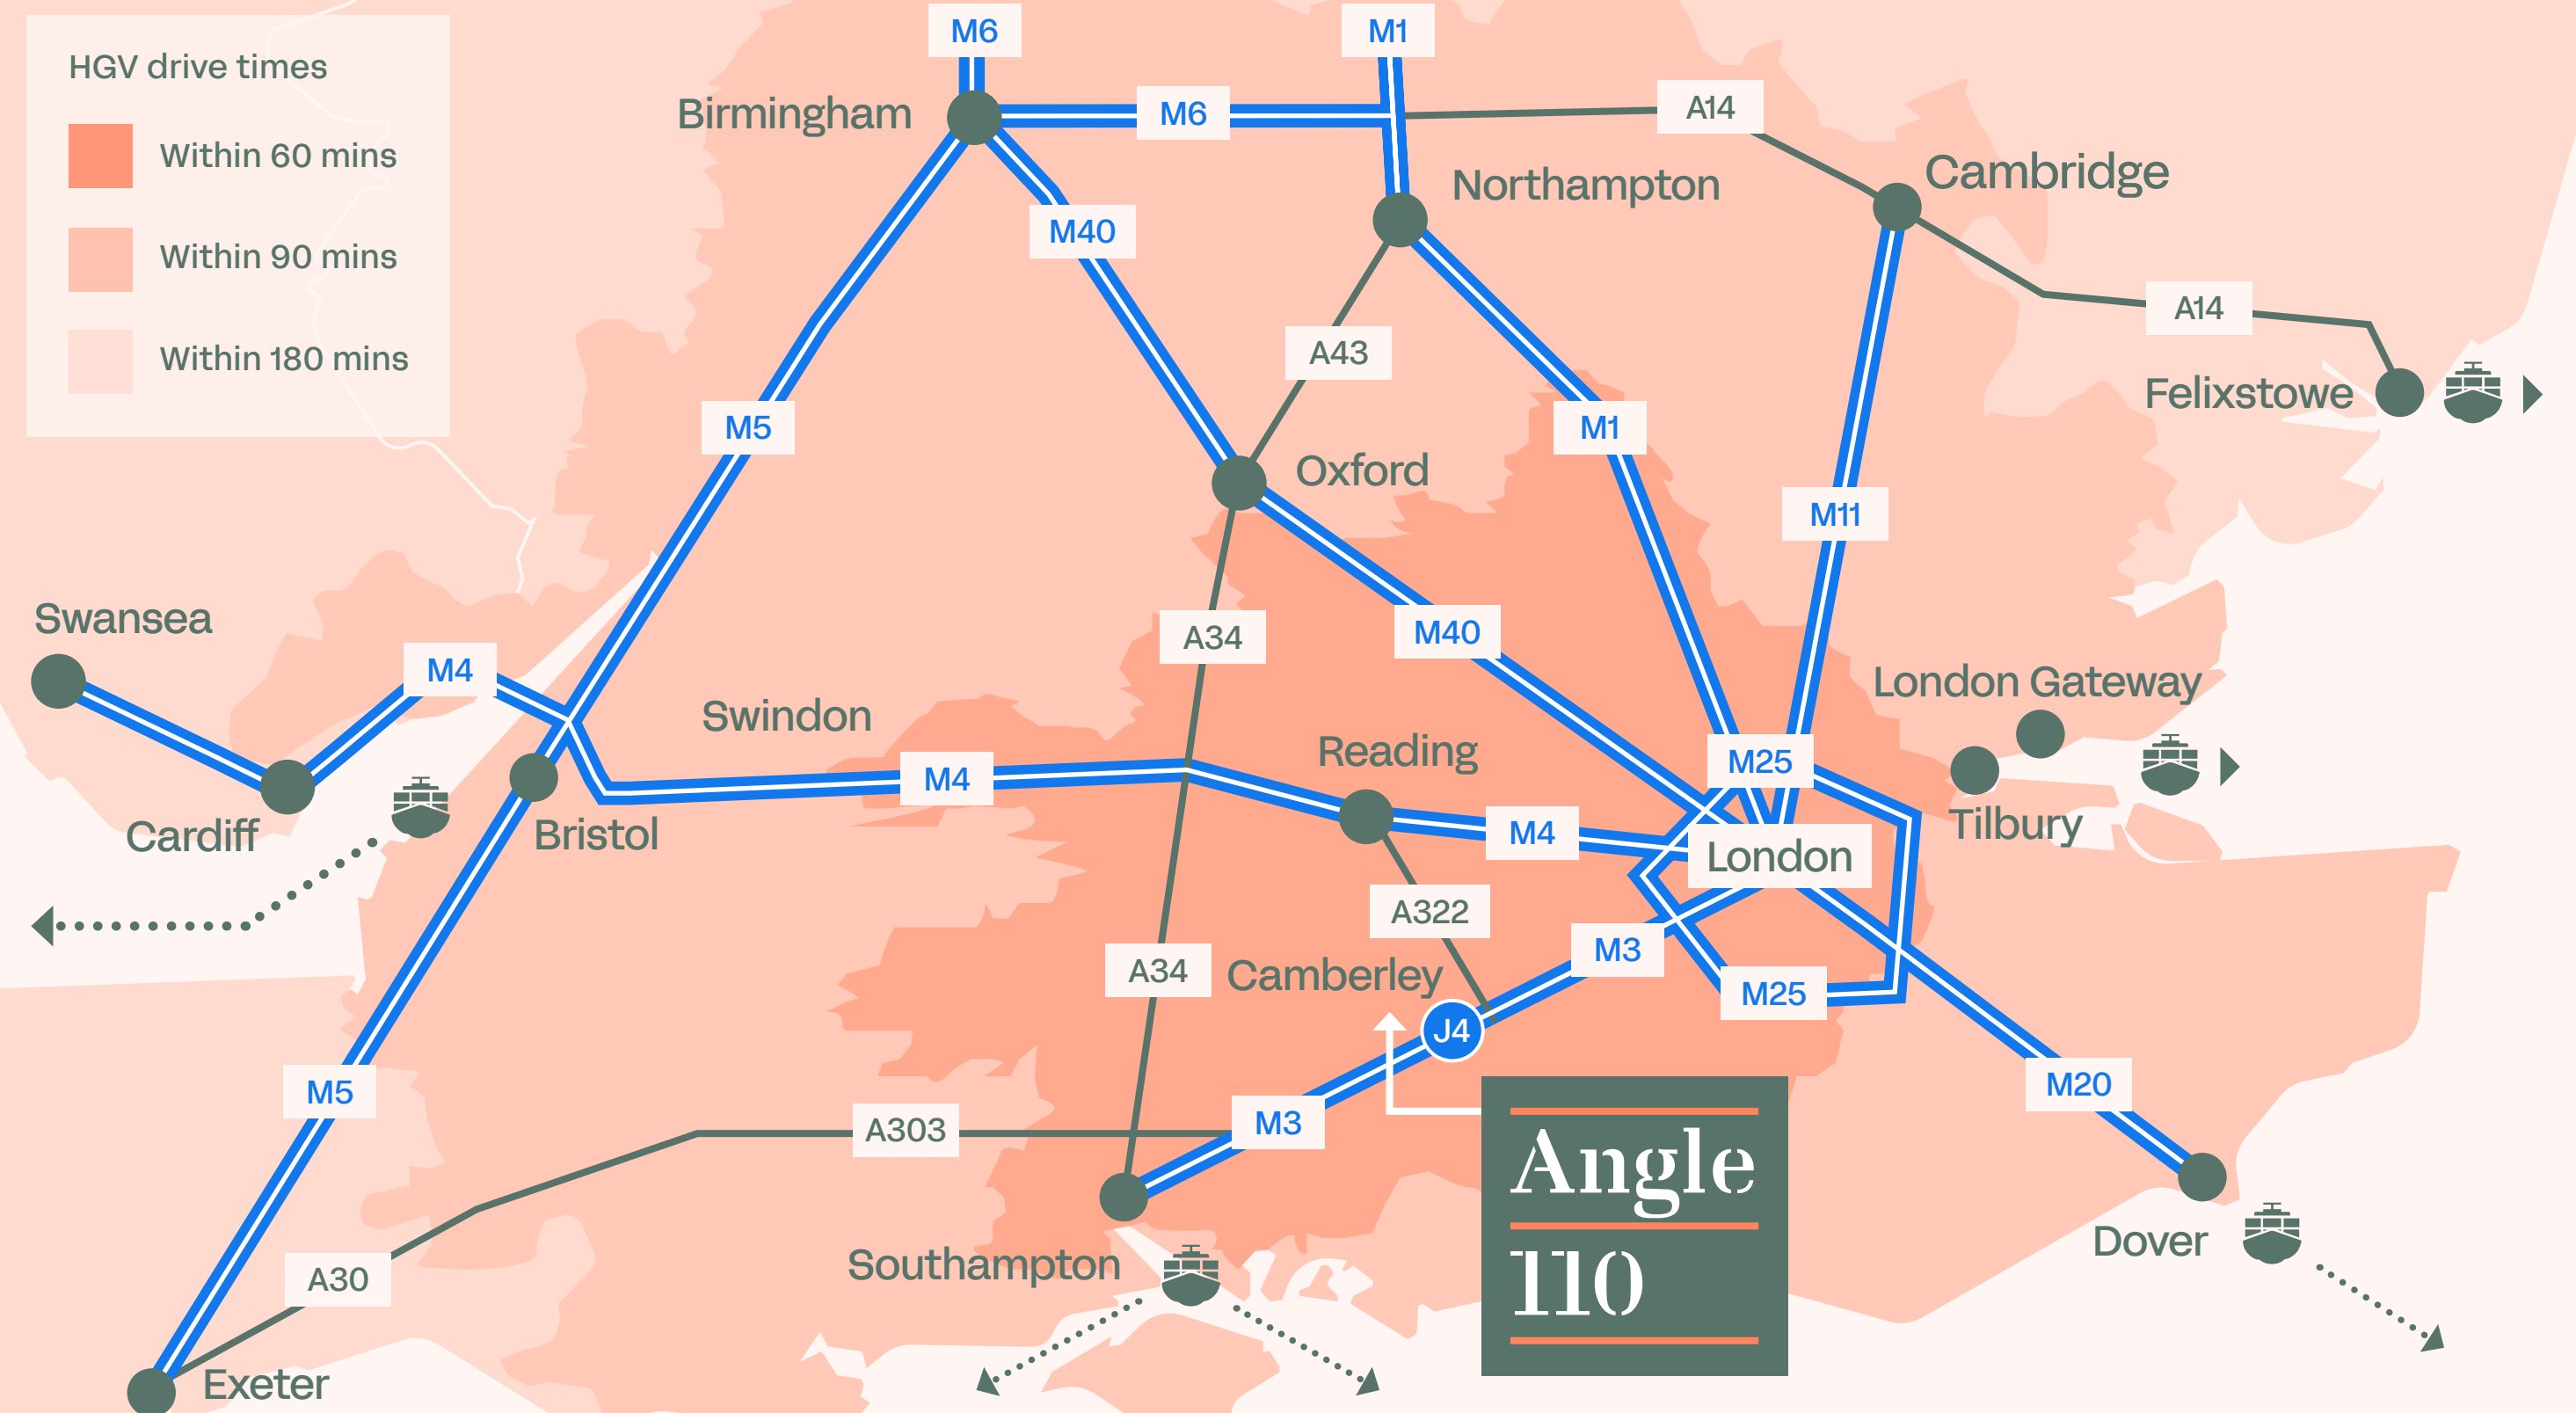 HGV drive times
Within 60 mins
Within 90 mins
Within 180 mins
M6
M1
Birmingham
M6
A14
Northampton
Cambridge
M40
A14
A43
Felixstowe
M5
M1
Oxford
M11
Swansea
A34
M40
M4
London Gateway
Swindon
Reading
M25
M4
Tilbury
Cardiff
Bristol
M4
London
A322
M3
A34
Camberley
M25
J4
M5
M20
A303
M3
Angle
110
Southampton
Dover
A30
Exeter